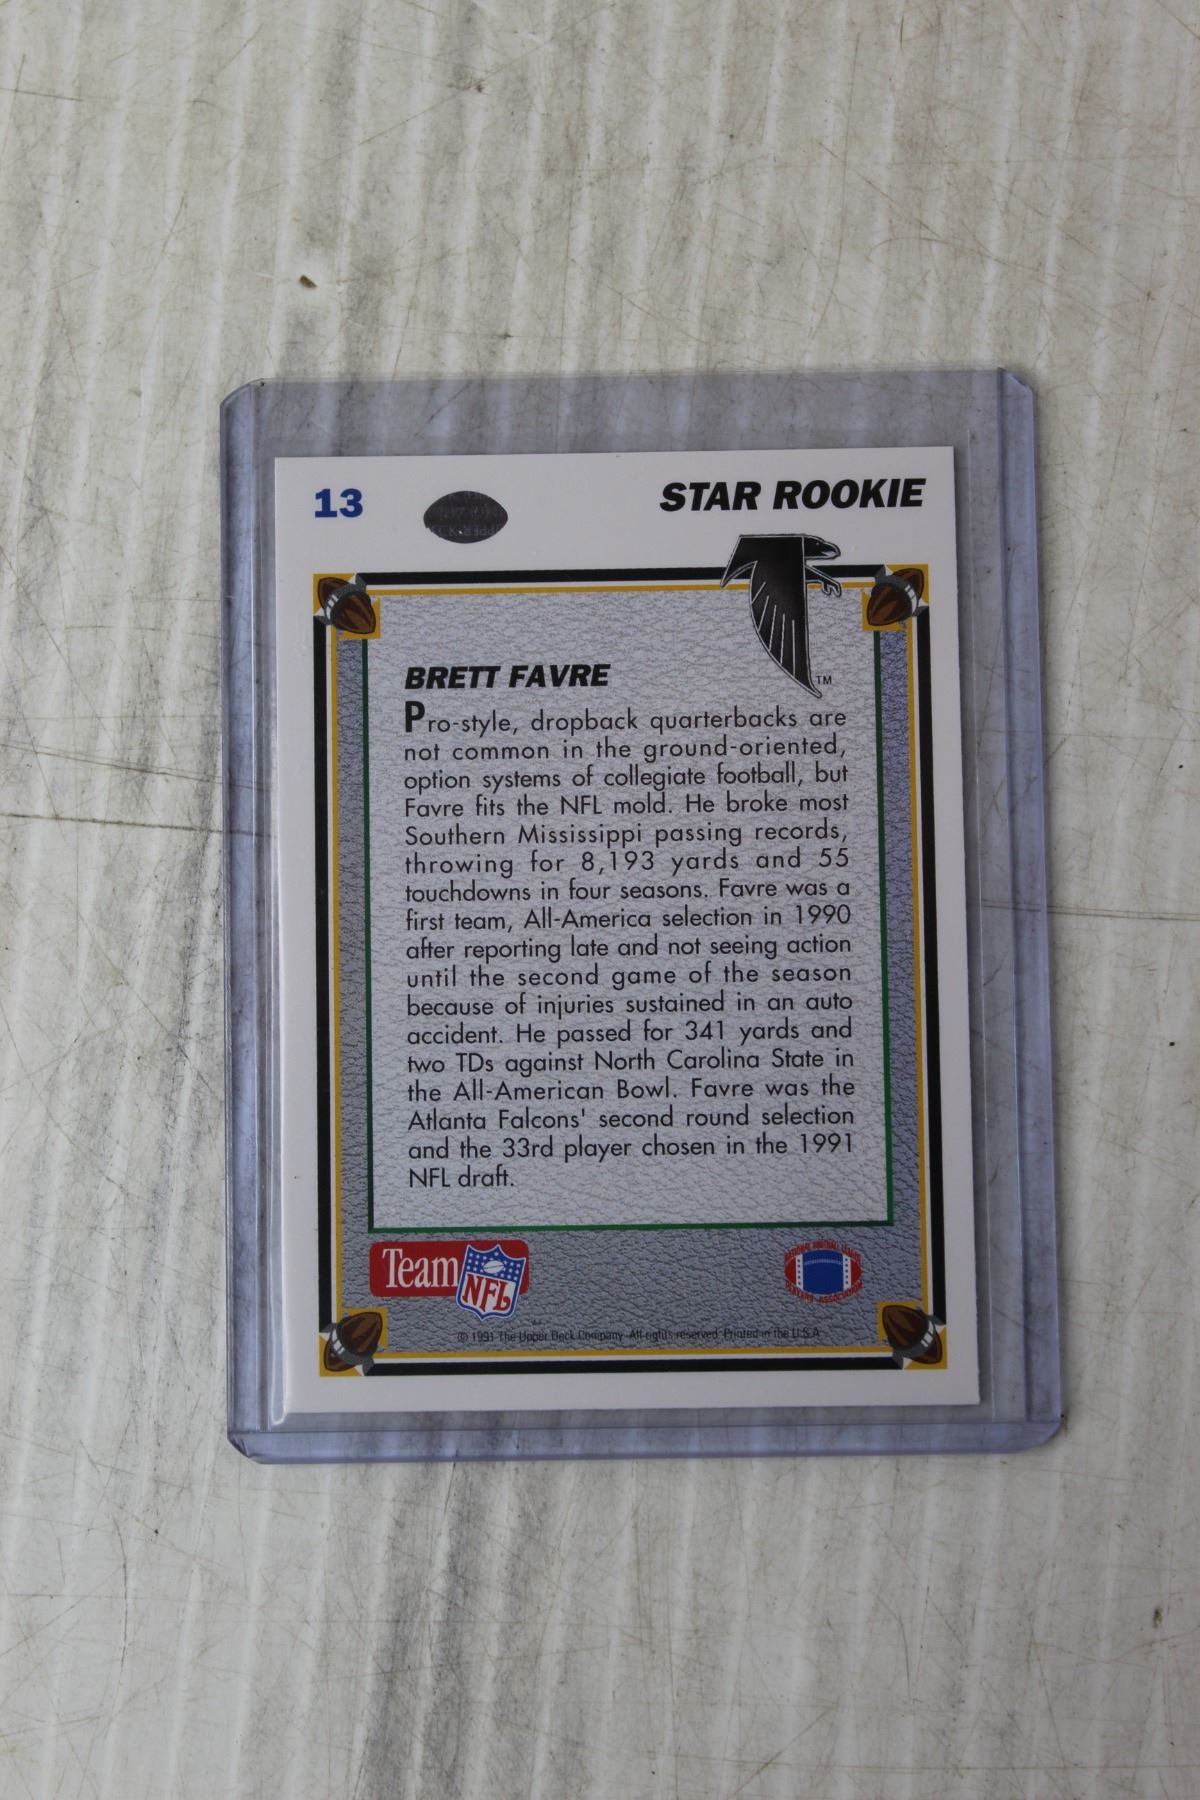 13
STAR ROOKIE
TM
BRETT FAVRE
Pro-style, dropback quarterbacks are
not common in the ground-oriented,
option systems of collegiate football, but
Favre fits the NFL mold. He broke most
Southern Mississippi passing records,
throwing for 8,193 yards and 55
touchdowns in four seasons. Favre was a
first team, All-America selection in 1990
after reporting late and not seeing action
until the second game of the season
because of injuries sustained in an auto
accident. He passed for 341 yards and
two TDs against North Carolina State in
the All-American Bowl. Favre was the
Atlanta Falcons' second round selection
and the 33rd player chosen in the 1991
NFL draft.
Team NFL
NATIONAL FOOTBALL LEAGUE
PLAYERS ASSOCIATION
© 1991 The Upper Deck Company. All rights reserved. Printed in the U.S.A.